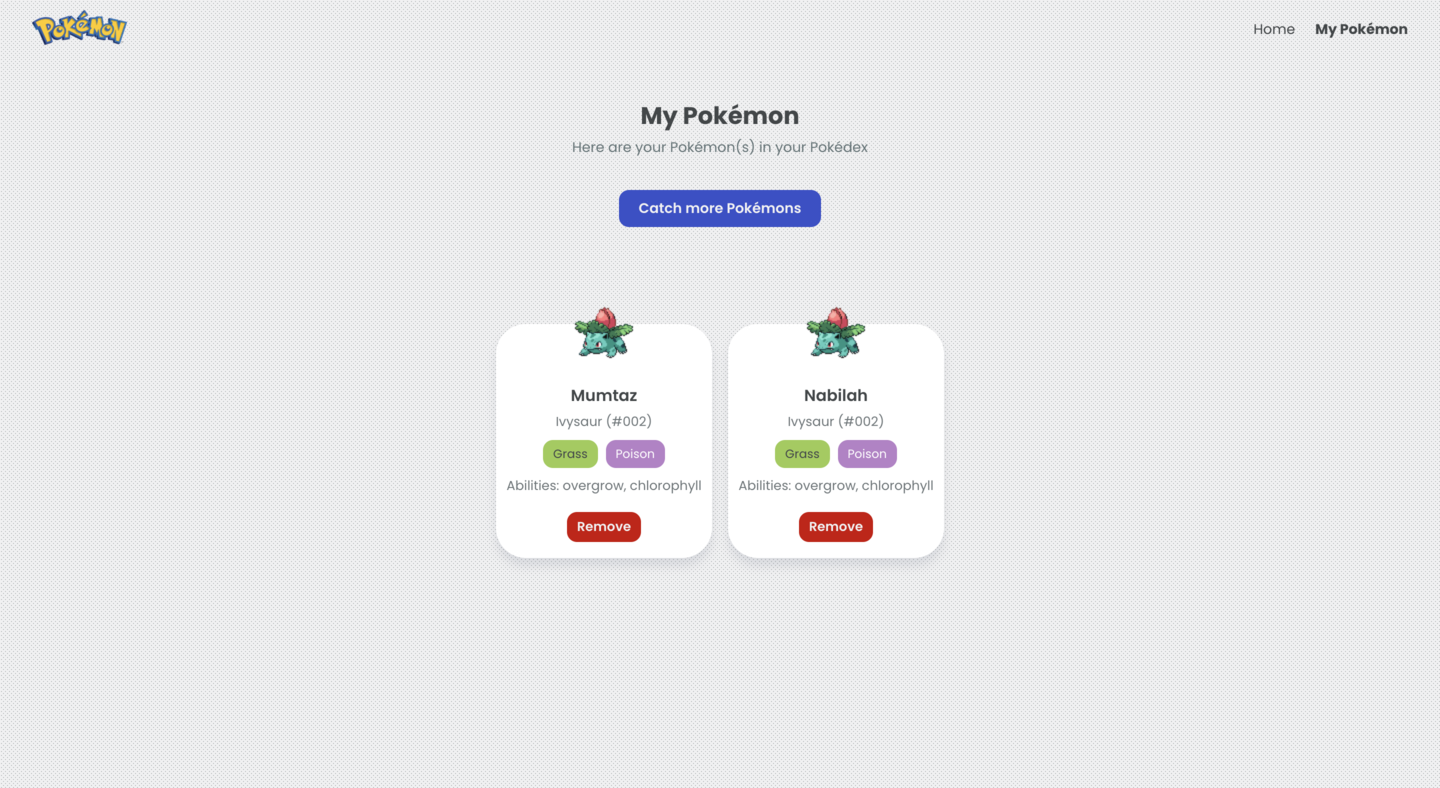 Pokémon
Home
My Pokémon
My Pokémon
Here are your Pokémon(s) in your Pokédex
Catch more Pokémons
Mumtaz
Ivysaur (#002)
Grass Poison
Abilities: overgrow, chlorophyll
Remove
Nabilah
Ivysaur (#002)
Grass Poison
Abilities: overgrow, chlorophyll
Remove